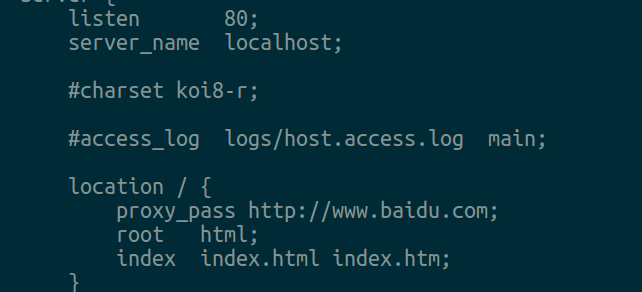 server {
listen       80;
server_name  localhost;
#charset koi8-r;
#access_log  logs/host.access.log  main;
location / {
proxy_pass http://www.baidu.com;
root   html;
index  index.html index.htm;
}